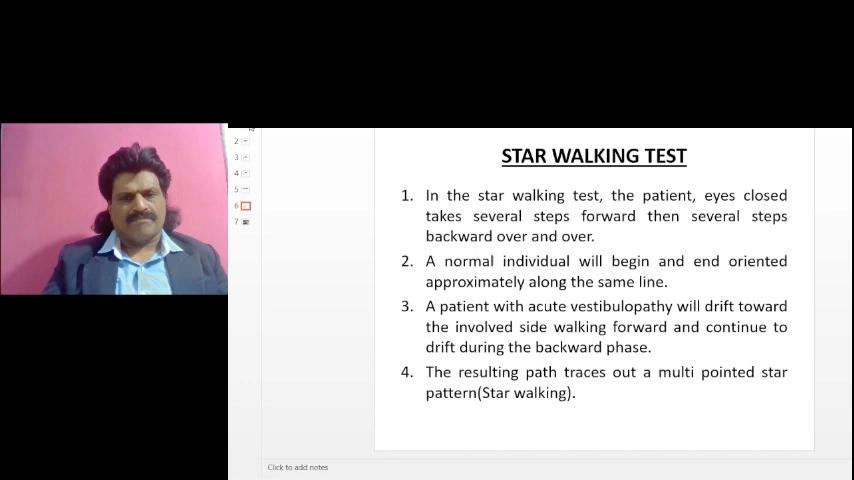 STAR WALKING TEST
2
3
4
5
6
7
1. In the star walking test, the patient, eyes closed
takes several steps forward then several steps
backward over and over.
2. A normal individual will begin and end oriented
approximately along the same line.
3. A patient with acute vestibulopathy will drift toward
the involved side walking forward and continue to
drift during the backward phase.
4. The resulting path traces out a multi pointed star
pattern(Star walking).
Click to add notes